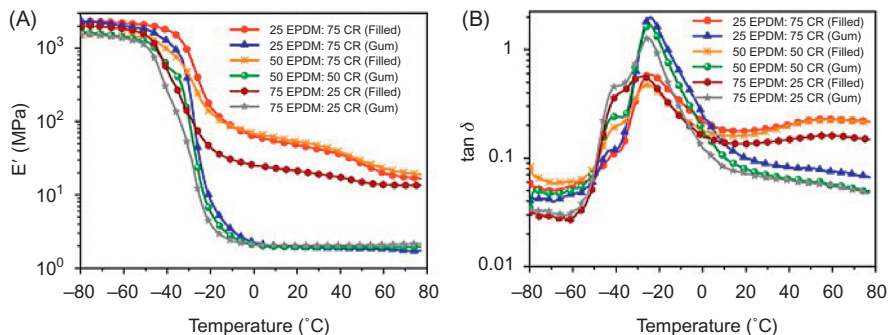 (A)
E′ (MPa)
10³
10²
10¹
10⁰
–80 –60 –40 –20 0 20 40 60 80
Temperature (˚C)
25 EPDM: 75 CR (Filled)
25 EPDM: 75 CR (Gum)
50 EPDM: 50 CR (Filled)
50 EPDM: 50 CR (Gum)
75 EPDM: 25 CR (Filled)
75 EPDM: 25 CR (Gum)
(B)
tan δ
1
0.1
0.01
–80 –60 –40 –20 0 20 40 60 80
Temperature (˚C)
25 EPDM: 75 CR (Filled)
25 EPDM: 75 CR (Gum)
50 EPDM: 50 CR (Filled)
50 EPDM: 50 CR (Gum)
75 EPDM: 25 CR (Filled)
75 EPDM: 25 CR (Gum)